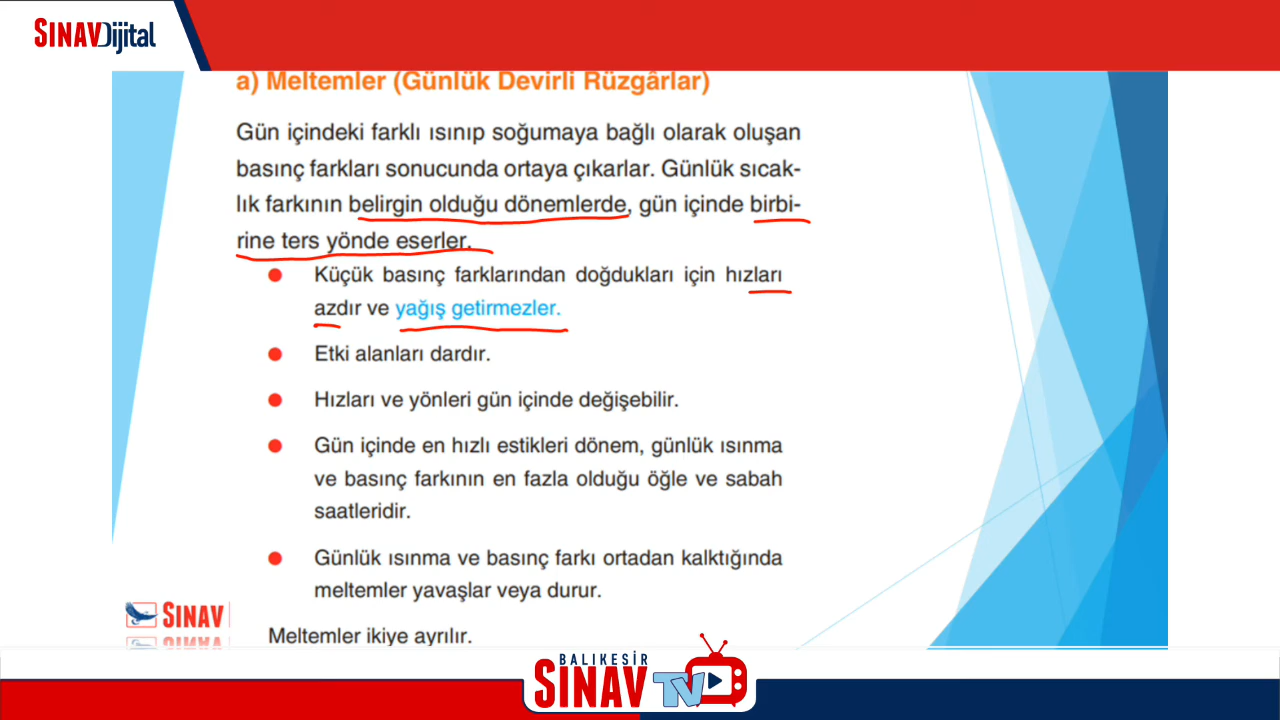 SINAVDijital
a) Meltemler (Günlük Devirli Rüzgârlar)
Gün içindeki farklı ısınıp soğumaya bağlı olarak oluşan
basınç farkları sonucunda ortaya çıkarlar. Günlük sıcak-
lık farkının belirgin olduğu dönemlerde, gün içinde birbi-
rine ters yönde eserler.
Küçük basınç farklarından doğdukları için hızları
azdır ve yağış getirmezler.
Etki alanları dardır.
Hızları ve yönleri gün içinde değişebilir.
Gün içinde en hızlı estikleri dönem, günlük ısınma
ve basınç farkının en fazla olduğu öğle ve sabah
saatleridir.
Günlük ısınma ve basınç farkı ortadan kalktığında
meltemler yavaşlar veya durur.
SINAV
Meltemler ikiye ayrılır.
BALIKESİR
SINAV TV